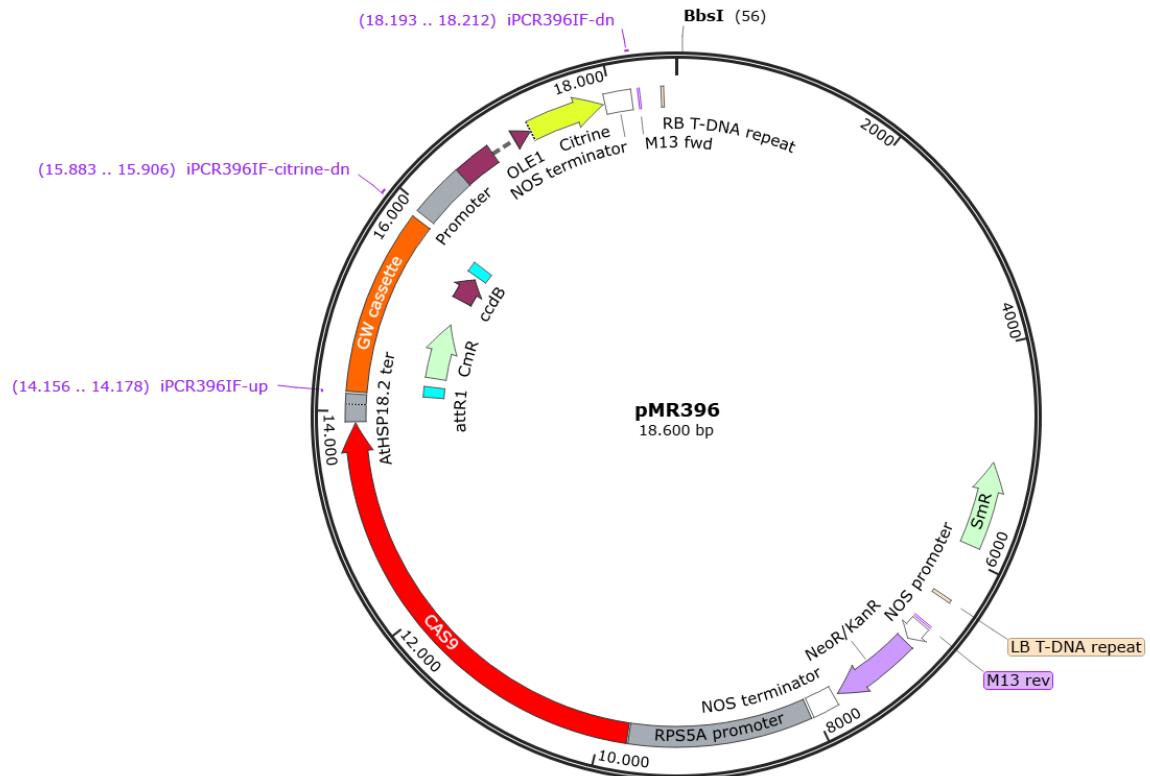 (18.193 .. 18.212) iPCR396IF-dn
BbsI (56)
18.000
RB T-DNA repeat
M13 fwd
NOS terminator
Citrine
OLE1
2000
(15.883 .. 15.906) iPCR396IF-citrine-dn
16.000
Promoter
GW cassette
ccdB
CmR
attR1
4000
(14.156 .. 14.178) iPCR396IF-up
AtHSP18.2 ter
14.000
pMR396
18.600 bp
SmR
6000
NOS promoter
LB T-DNA repeat
M13 rev
NeoR/KanR
NOS terminator
8000
RPS5A promoter
10.000
CAS9
12.000